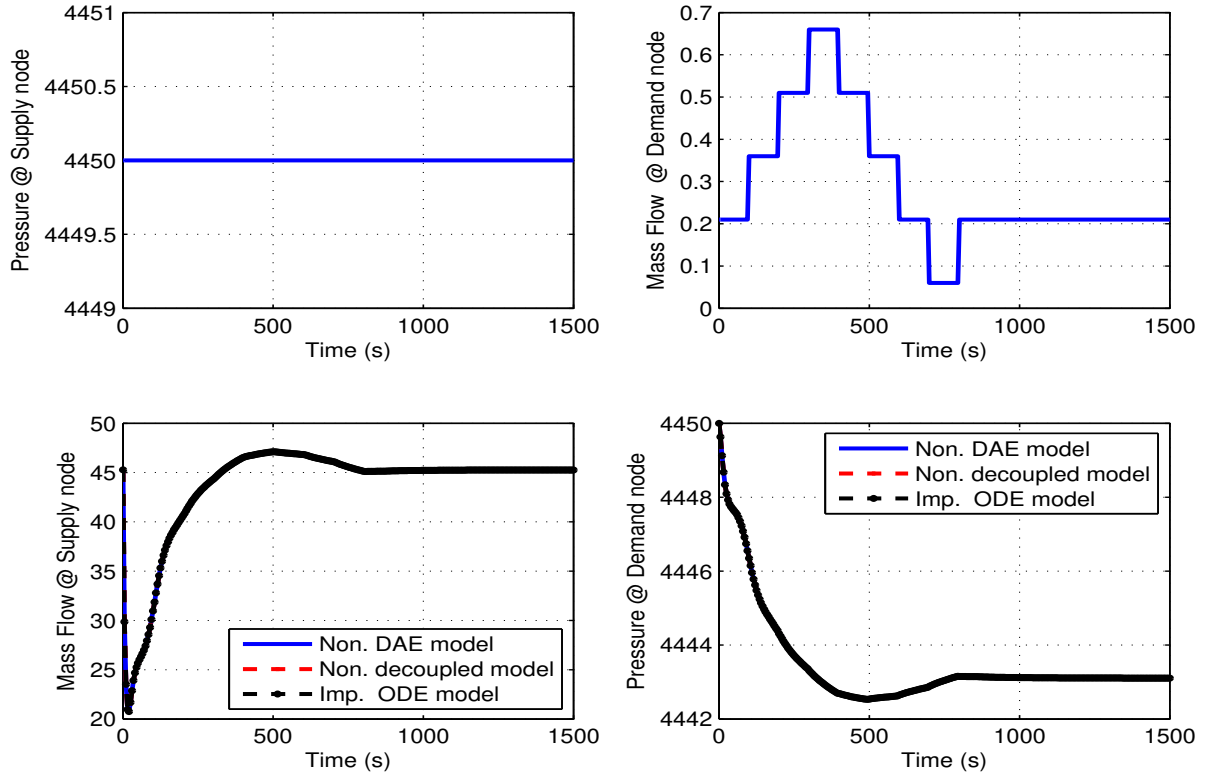 4451
4450.5
4450
4449.5
4449
0 500 1000 1500
Time (s)
Pressure @ Supply node
0.7
0.6
0.5
0.4
0.3
0.2
0.1
0
0 500 1000 1500
Time (s)
Mass Flow @ Demand node
50
45
40
35
30
25
20
0 500 1000 1500
Time (s)
Mass Flow @ Supply node
Non. DAE model
Non. decoupled model
Imp. ODE model
4450
4448
4446
4444
4442
0 500 1000 1500
Time (s)
Pressure @ Demand node
Non. DAE model
Non. decoupled model
Imp. ODE model